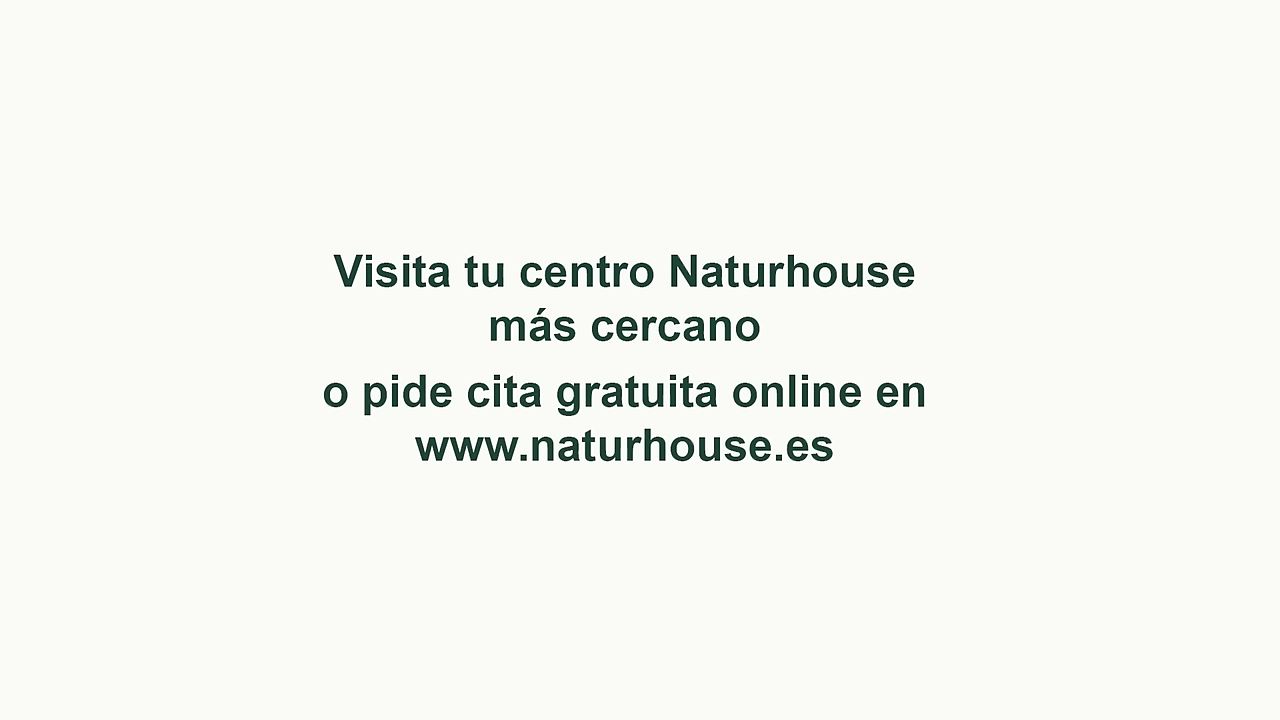 Visita tu centro Naturhouse
más cercano
o pide cita gratuita online en
www.naturhouse.es